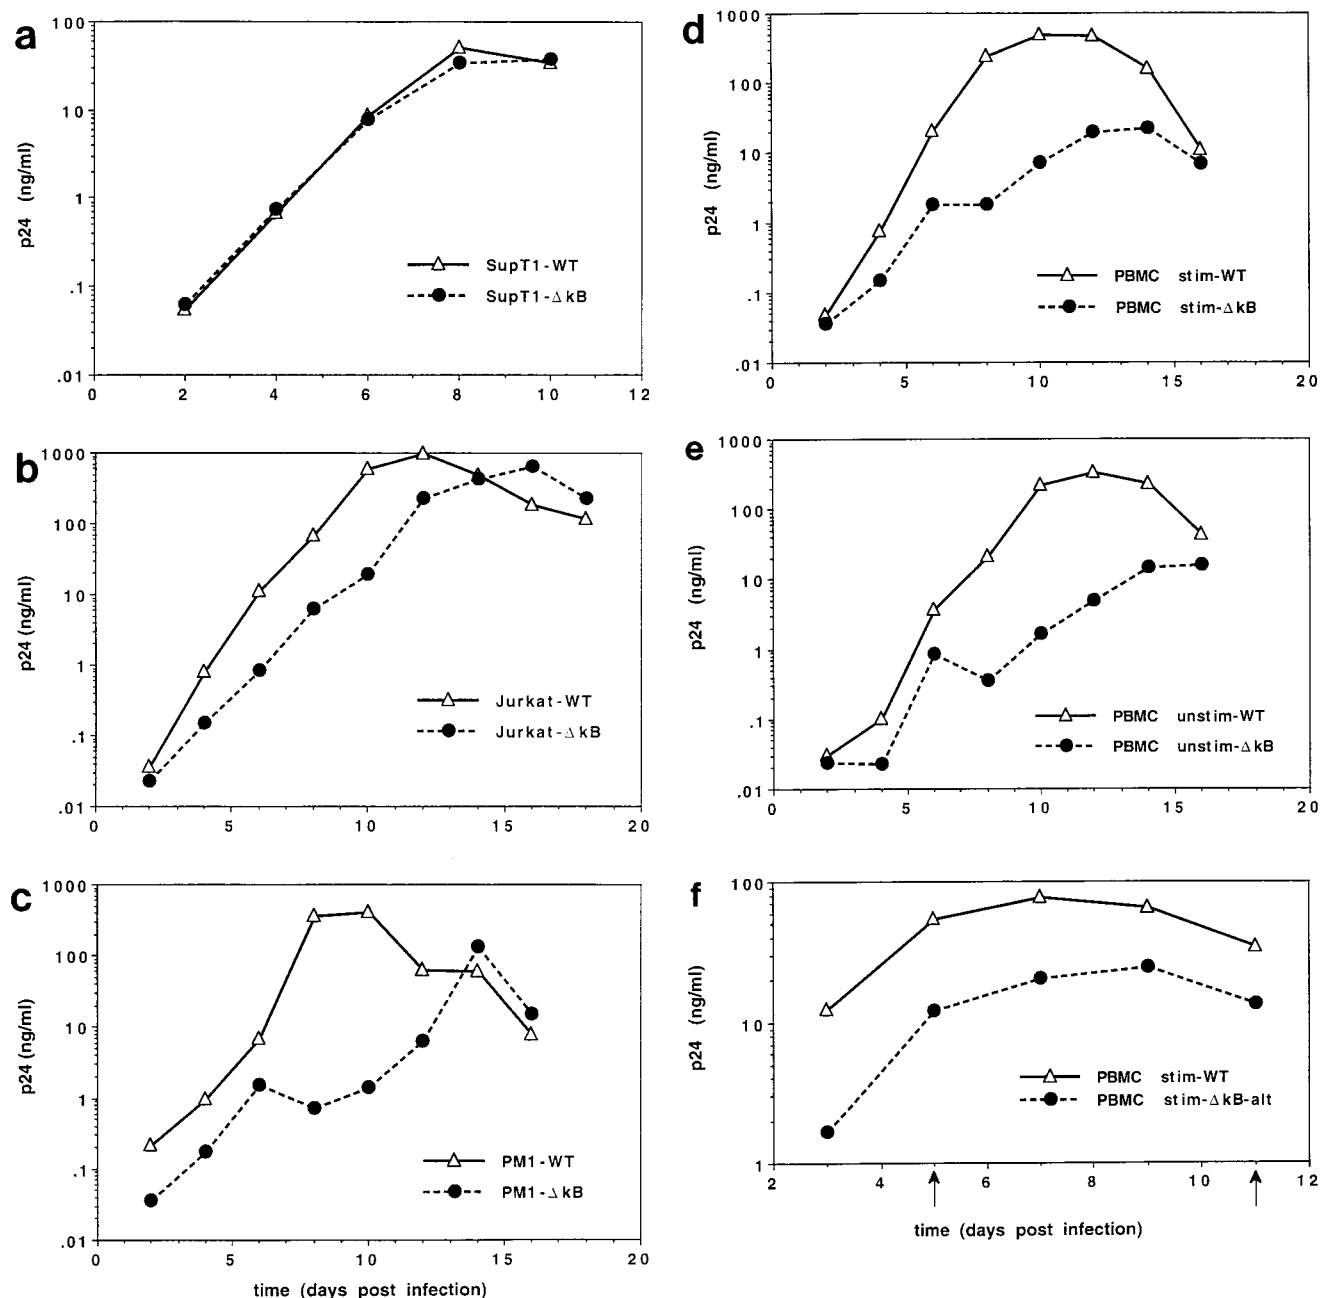 a
100
10
1
.1
.01
p24 (ng/ml)
SupT1-WT
SupT1-ΔkB
0 2 4 6 8 10 12
b
1000
100
10
1
.1
.01
p24 (ng/ml)
Jurkat-WT
Jurkat-ΔkB
0 5 10 15 20
c
1000
100
10
1
.1
.01
p24 (ng/ml)
PM1-WT
PM1-ΔkB
0 5 10 15 20
time (days post infection)
d
1000
100
10
1
.1
.01
p24 (ng/ml)
PBMC stim-WT
PBMC stim-ΔkB
0 5 10 15 20
e
1000
100
10
1
.1
.01
p24 (ng/ml)
PBMC unstim-WT
PBMC unstim-ΔkB
0 5 10 15 20
f
100
10
1
p24 (ng/ml)
PBMC stim-WT
PBMC stim-ΔkB-alt
2 4 6 8 10 12
time (days post infection)